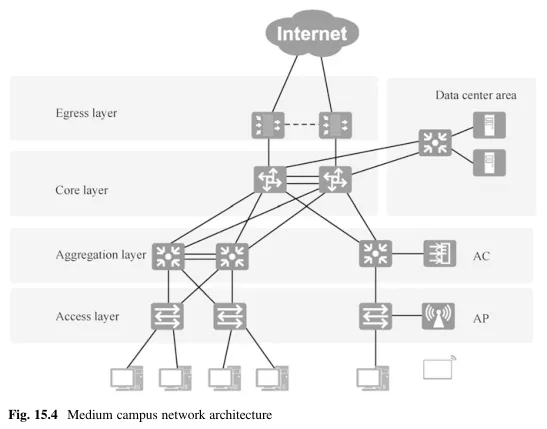 Internet
Egress layer
Data center area
Core layer
Aggregation layer
AC
Access layer
AP
Fig. 15.4 Medium campus network architecture